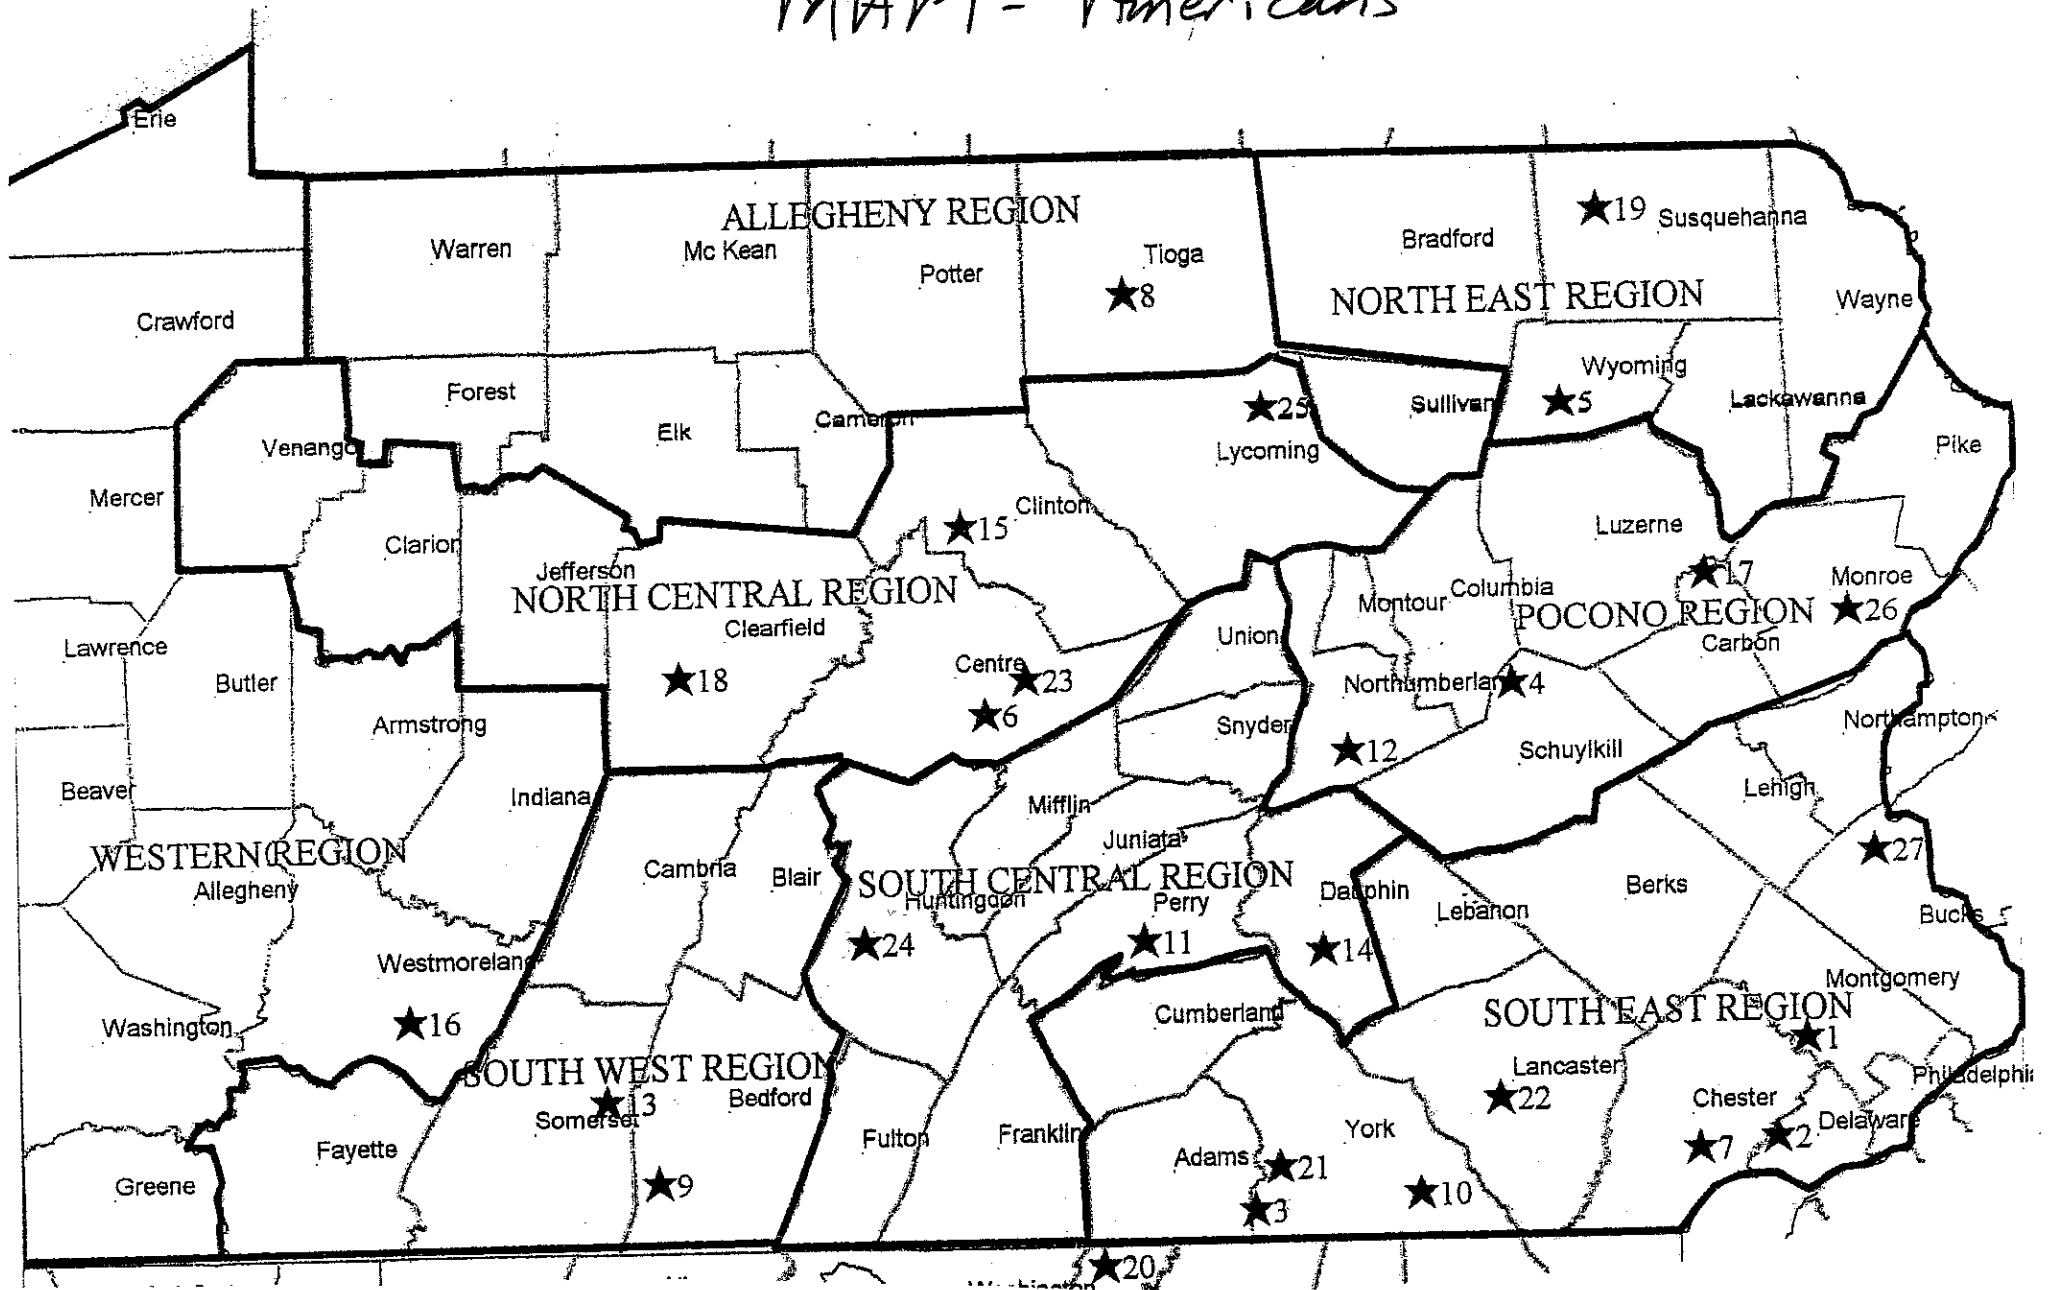 Americans
Erie
ALLEGHENY REGION
19
Susquehanna
Warren
Mc Kean
Bradford
Tioga
Potter
8
NORTH EAST REGION
Wayne
Crawford
Wyoming
Forest
25
Sullivan
5
Lackawanna
Cameron
Elk
Venango
Lycoming
Pike
Mercer
Clinton
15
Luzerne
Clarion
Jefferson
17
Monroe
NORTH CENTRAL REGION
Montour
Columbia
POCONO REGION
26
Clearfield
Union
Carbon
Lawrence
Centre
Butler
18
23
Northumberland
4
6
Armstrong
Snyder
Northampton
12
Schuylkill
Beaver
Indiana
Mifflin
Lehigh
Juniata
WESTERN REGION
27
Cambria
Blair
SOUTH CENTRAL REGION
Allegheny
Huntingdon
Perry
Dauphin
Lebanon
Berks
Bucks
24
11
14
Westmoreland
Montgomery
16
Washington
Cumberland
SOUTH EAST REGION
1
SOUTH WEST REGION
Lancaster
Philadelphi
13
Bedford
22
Chester
Somerset
Delaware
Fayette
Fulton
Franklin
York
2
7
Adams
21
Greene
9
10
3
20
Washington